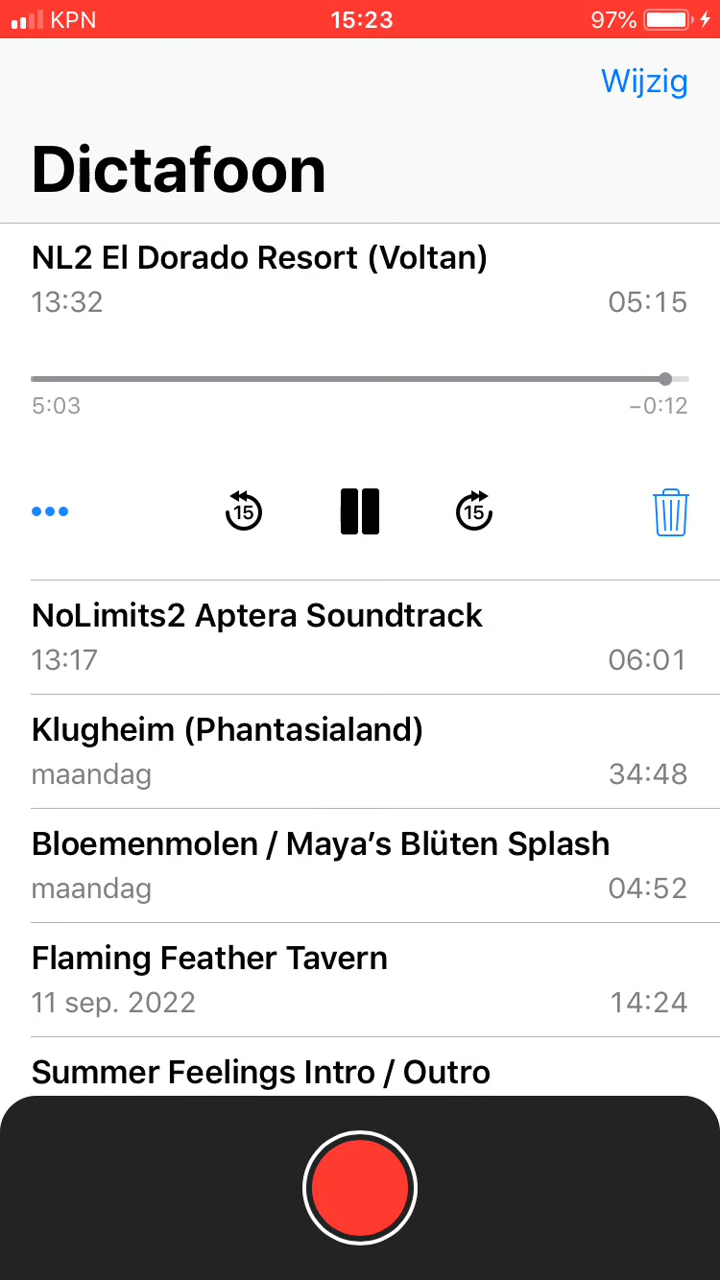 KPN 15:23 97%
Wijzig
Dictafoon
NL2 El Dorado Resort (Voltan)
13:32 05:15
5:03 −0:12
15 15
NoLimits2 Aptera Soundtrack
13:17 06:01
Klugheim (Phantasialand)
maandag 34:48
Bloemenmolen / Maya’s Blüten Splash
maandag 04:52
Flaming Feather Tavern
11 sep. 2022 14:24
Summer Feelings Intro / Outro